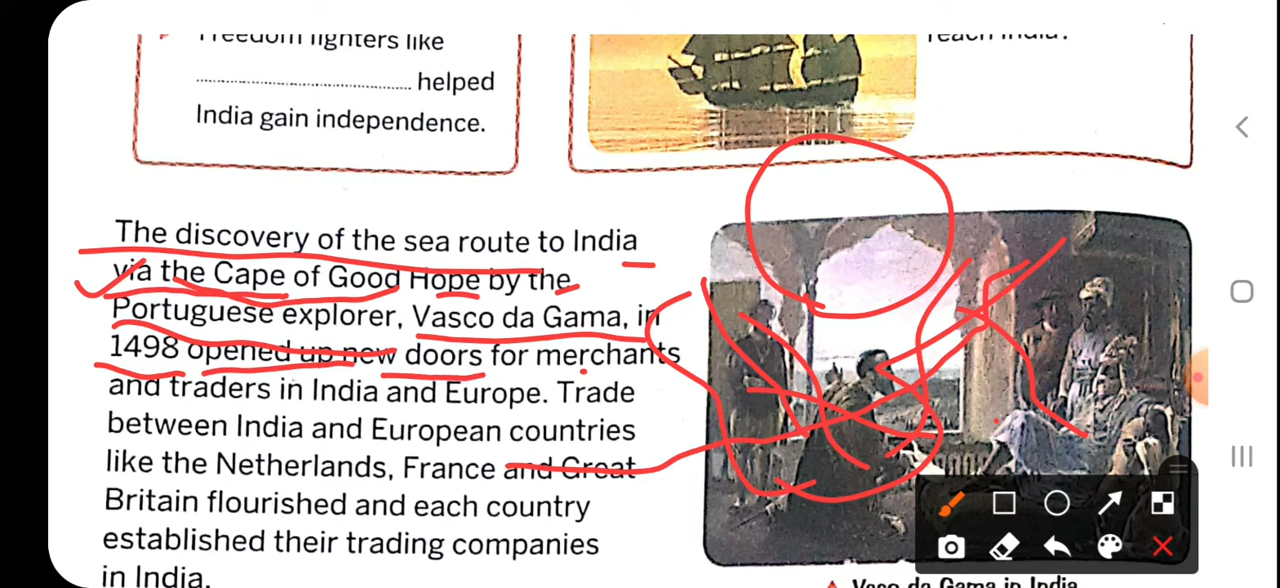 Freedom fighters like
.................................................. helped
India gain independence.
reach India?
The discovery of the sea route to India
via the Cape of Good Hope by the
Portuguese explorer, Vasco da Gama, in
1498 opened up new doors for merchants
and traders in India and Europe. Trade
between India and European countries
like the Netherlands, France and Great
Britain flourished and each country
established their trading companies
in India.
Vasco da Gama in India